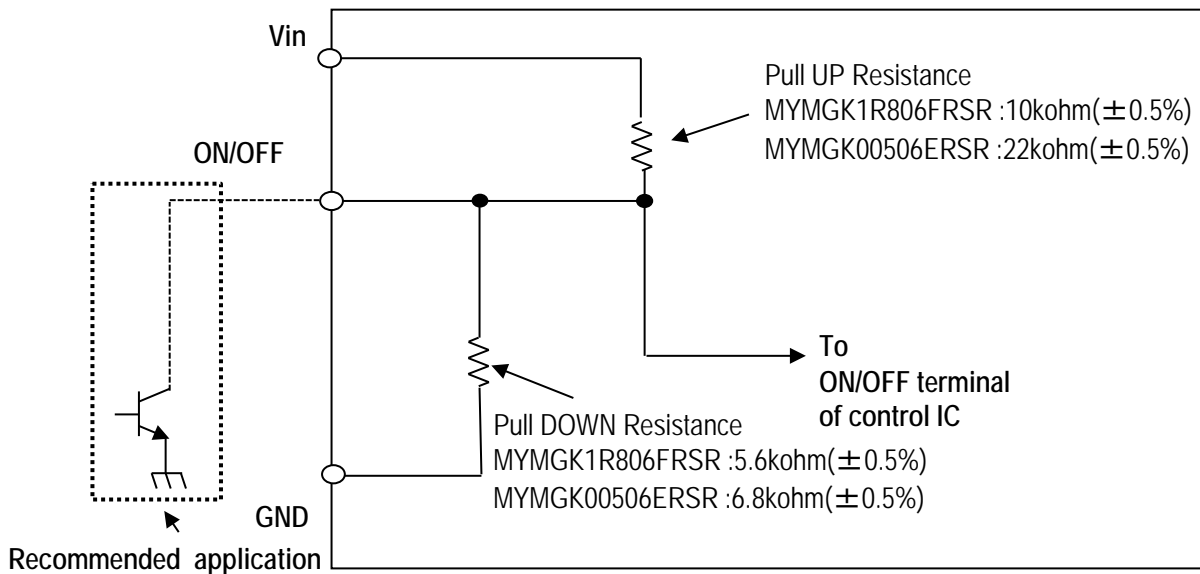 Vin
Pull UP Resistance
MYMGK1R806FRSR :10kohm(±0.5%)
MYMGK00506ERSR :22kohm(±0.5%)
ON/OFF
To
ON/OFF terminal
of control IC
Pull DOWN Resistance
MYMGK1R806FRSR :5.6kohm(±0.5%)
MYMGK00506ERSR :6.8kohm(±0.5%)
GND
Recommended application